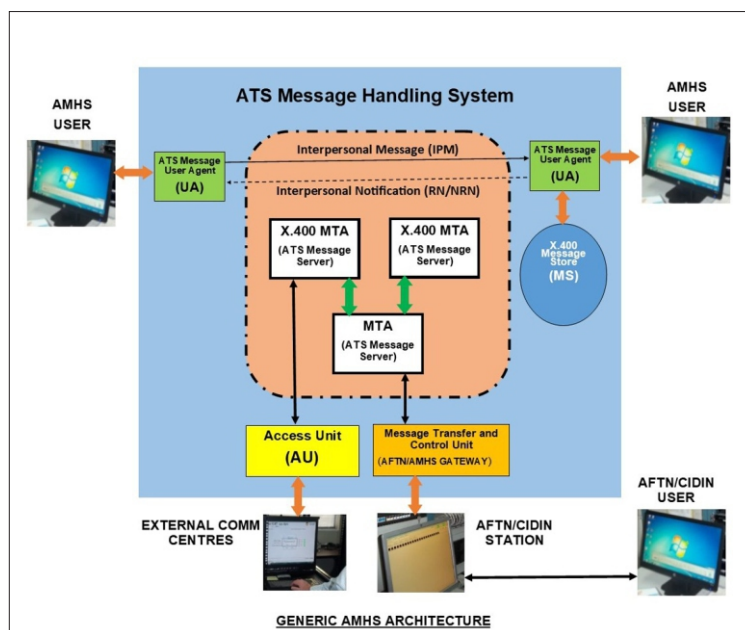 ATS Message Handling System
AMHS
USER
AMHS
USER
ATS Message
User Agent
(UA)
Interpersonal Message (IPM)
ATS Message
User Agent
(UA)
Interpersonal Notification (RN/NRN)
X.400 MTA
(ATS Message
Server)
X.400 MTA
(ATS Message
Server)
X.400
Message
Store
(MS)
MTA
(ATS Message
Server)
Access Unit
(AU)
Message Transfer and
Control Unit
(AFTN/AMHS GATEWAY)
EXTERNAL COMM
CENTRES
AFTN/CIDIN
STATION
AFTN/CIDIN
USER
GENERIC AMHS ARCHITECTURE